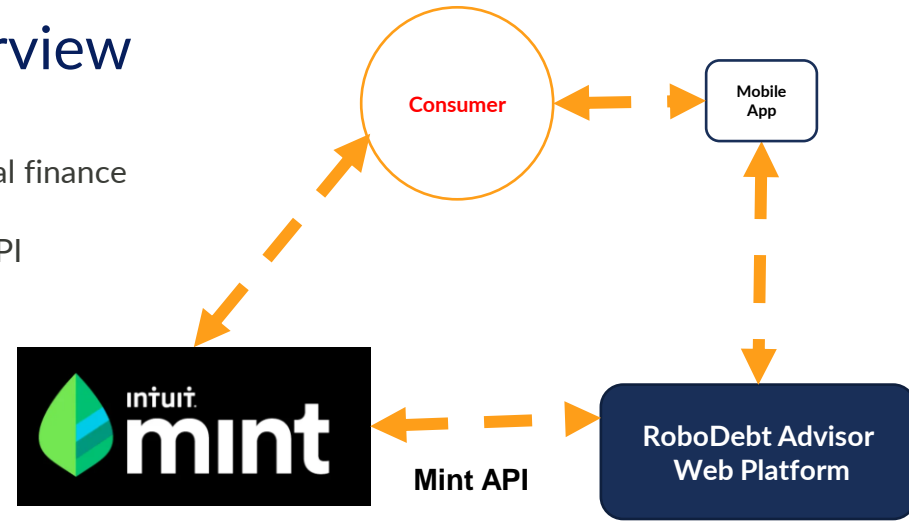 rview
Consumer
Mobile
App
al finance
PI
intuit
mint
Mint API
RoboDebt Advisor
Web Platform